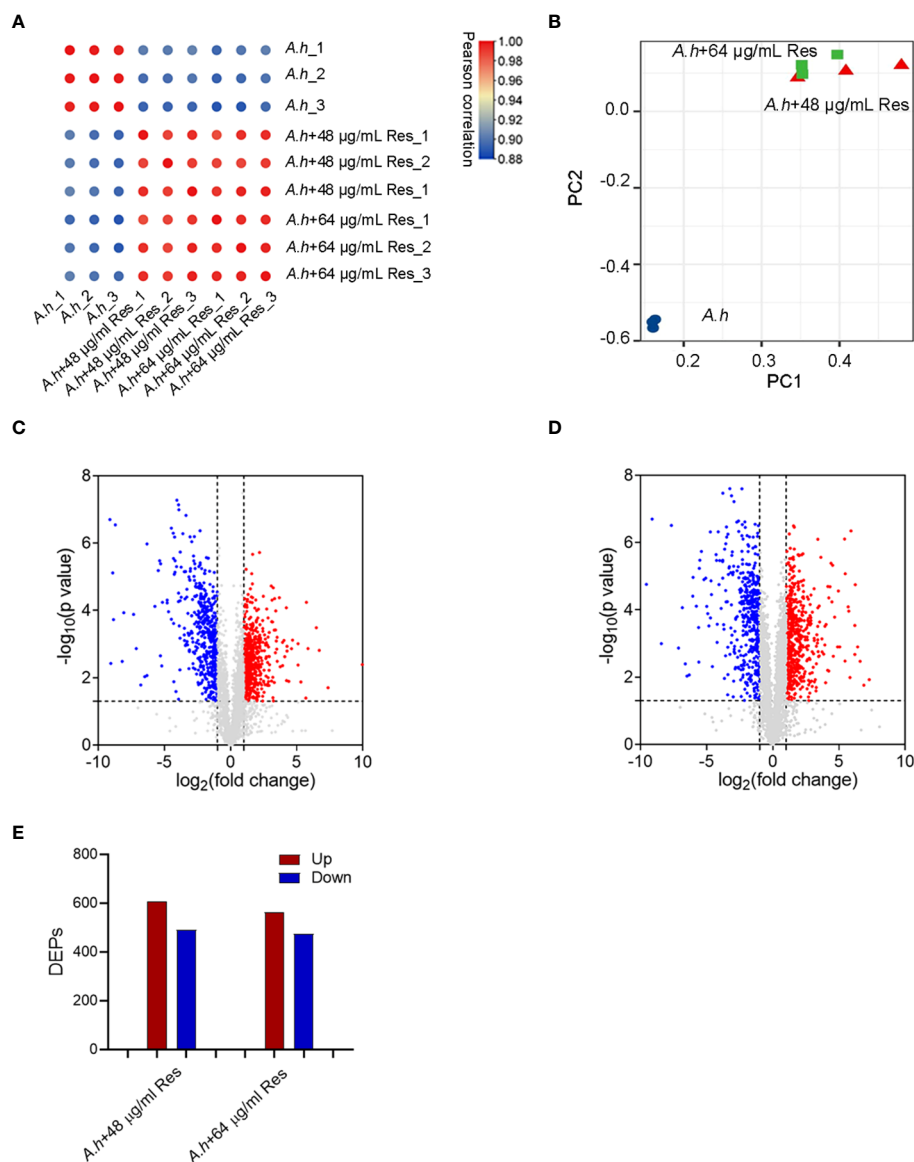 A
A.h_1
A.h_2
A.h_3
A.h+48 µg/mL Res_1
A.h+48 µg/mL Res_2
A.h+48 µg/mL Res_1
A.h+64 µg/mL Res_1
A.h+64 µg/mL Res_2
A.h+64 µg/mL Res_3
A.h_1
A.h_2
A.h_3
A.h+48 µg/ml Res_1
A.h+48 µg/mL Res_2
A.h+48 µg/ml Res_3
A.h+64 µg/mL Res_1
A.h+64 µg/mL Res_2
A.h+64 µg/mL Res_3
Pearson correlation
1.00
0.98
0.96
0.94
0.92
0.90
0.88
B
A.h+64 µg/mL Res
A.h+48 µg/mL Res
A.h
PC2
0.0
-0.2
-0.4
-0.6
0.2
0.3
0.4
PC1
C
-log10(p value)
8
6
4
2
0
-10
-5
0
5
10
log2(fold change)
D
-log10(p value)
8
6
4
2
0
-10
-5
0
5
10
log2(fold change)
E
Up
Down
DEPs
800
600
400
200
0
A.h+48 µg/ml Res
A.h+64 µg/ml Res